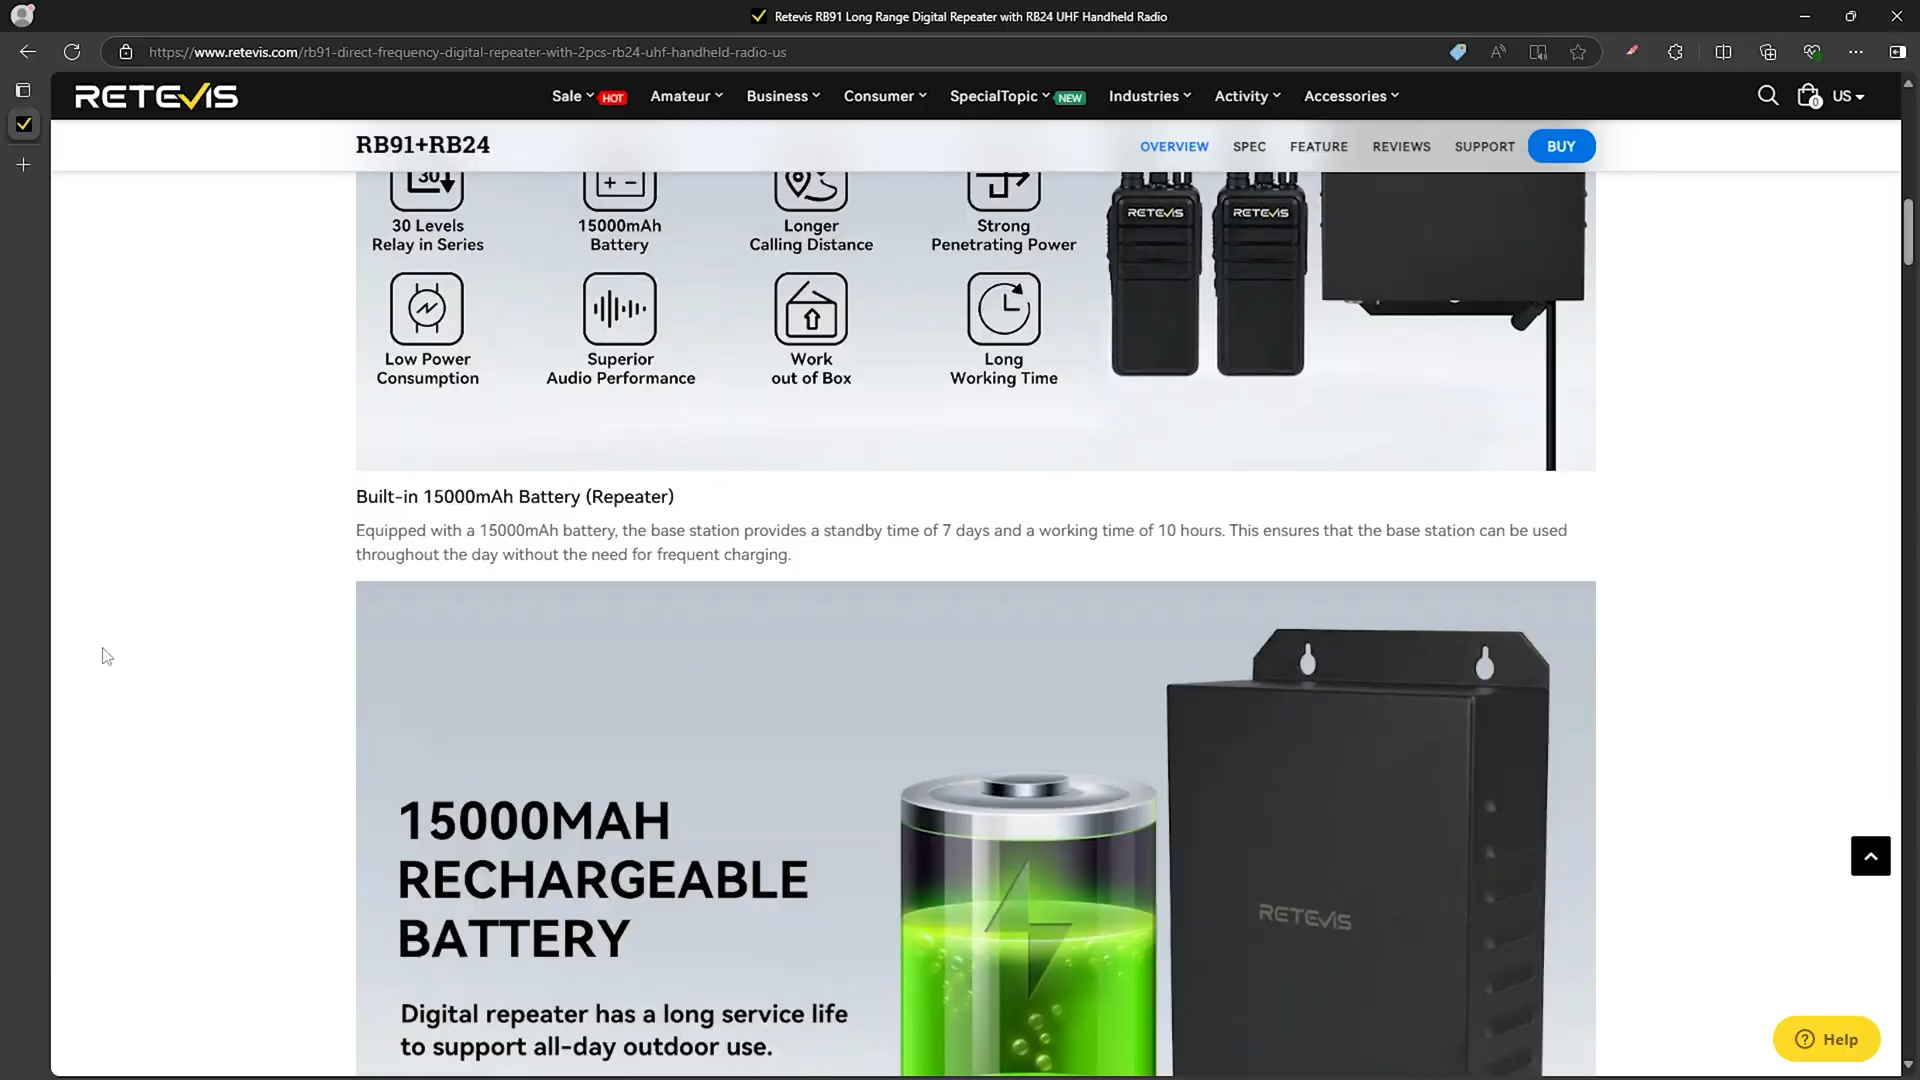 Retevis RB91 Long Range Digital Repeater with RB24 UHF Handheld Radio
https://www.retevis.com/rb91-direct-frequency-digital-repeater-with-2pcs-rb24-uhf-handheld-radio-us
RETEVIS
Sale HOT Amateur Business Consumer SpecialTopic NEW Industries Activity Accessories
0 US
RB91+RB24
OVERVIEW SPEC FEATURE REVIEWS SUPPORT BUY
30
30 Levels
Relay in Series
15000mAh
Battery
Longer
Calling Distance
Strong
Penetrating Power
RETEVIS
RETEVIS
Low Power
Consumption
Superior
Audio Performance
Work
out of Box
Long
Working Time
Built-in 15000mAh Battery (Repeater)
Equipped with a 15000mAh battery, the base station provides a standby time of 7 days and a working time of 10 hours. This ensures that the base station can be used
throughout the day without the need for frequent charging.
15000MAH
RECHARGEABLE
BATTERY
RETEVIS
Digital repeater has a long service life
to support all-day outdoor use.
Help